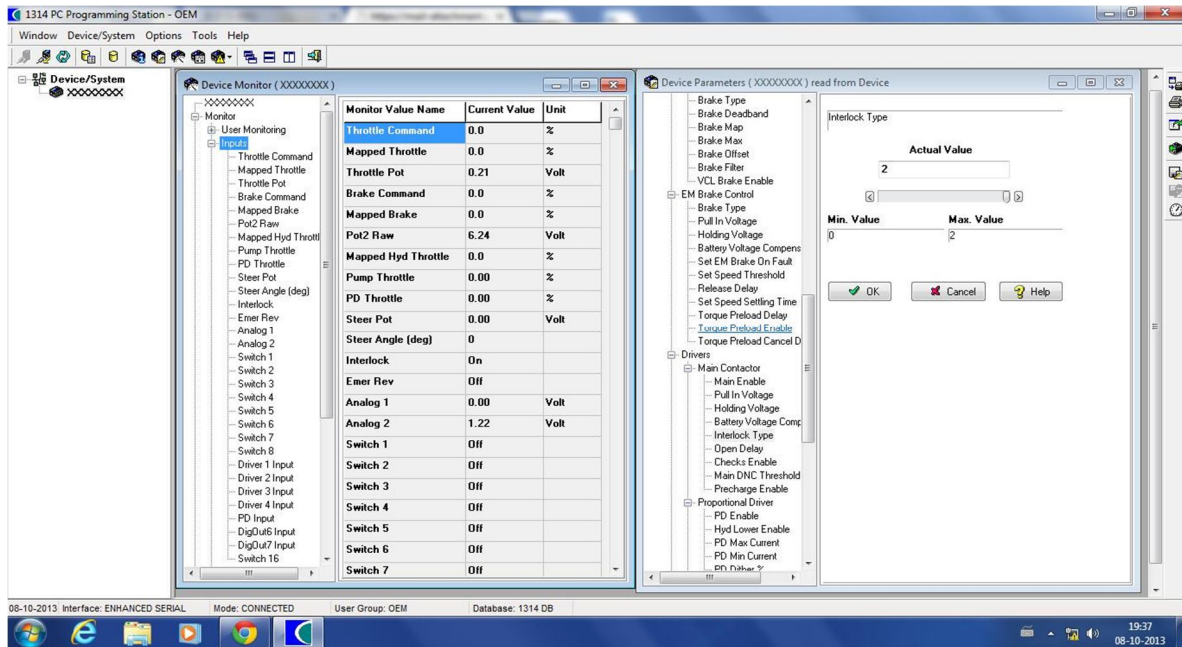 1314 PC Programming Station - OEM
Window Device/System Options Tools Help
Device/System
XXXXXXXX
Device Monitor ( XXXXXXXX )
XXXXXXXX
Monitor
User Monitoring
Inputs
Throttle Command
Mapped Throttle
Throttle Pot
Brake Command
Mapped Brake
Pot2 Raw
Mapped Hyd Throttl
Pump Throttle
PD Throttle
Steer Pot
Steer Angle (deg)
Interlock
Emer Rev
Analog 1
Analog 2
Switch 1
Switch 2
Switch 3
Switch 4
Switch 5
Switch 6
Switch 7
Switch 8
Driver 1 Input
Driver 2 Input
Driver 3 Input
Driver 4 Input
PD Input
DigOut6 Input
DigOut7 Input
Switch 16
Monitor Value Name Current Value Unit
Throttle Command 0.0 %
Mapped Throttle 0.0 %
Throttle Pot 0.21 Volt
Brake Command 0.0 %
Mapped Brake 0.0 %
Pot2 Raw 6.24 Volt
Mapped Hyd Throttle 0.0 %
Pump Throttle 0.00 %
PD Throttle 0.00 %
Steer Pot 0.00 Volt
Steer Angle (deg) 0
Interlock On
Emer Rev Off
Analog 1 0.00 Volt
Analog 2 1.22 Volt
Switch 1 Off
Switch 2 Off
Switch 3 Off
Switch 4 Off
Switch 5 Off
Switch 6 Off
Switch 7 Off
Device Parameters ( XXXXXXXX ) read from Device
Brake Type
Brake Deadband
Brake Map
Brake Max
Brake Offset
Brake Filter
VCL Brake Enable
EM Brake Control
Brake Type
Pull In Voltage
Holding Voltage
Battery Voltage Compens
Set EM Brake On Fault
Set Speed Threshold
Release Delay
Set Speed Settling Time
Torque Preload Delay
Torque Preload Enable
Torque Preload Cancel D
Drivers
Main Contactor
Main Enable
Pull In Voltage
Holding Voltage
Battery Voltage Comp
Interlock Type
Open Delay
Checks Enable
Main DNC Threshold
Precharge Enable
Proportional Driver
PD Enable
Hyd Lower Enable
PD Max Current
PD Min Current
PD Dither %
Interlock Type
Actual Value
2
Min. Value Max. Value
0 2
OK Cancel Help
08-10-2013 Interface: ENHANCED SERIAL Mode: CONNECTED User Group: OEM Database: 1314 DB
19:37
08-10-2013